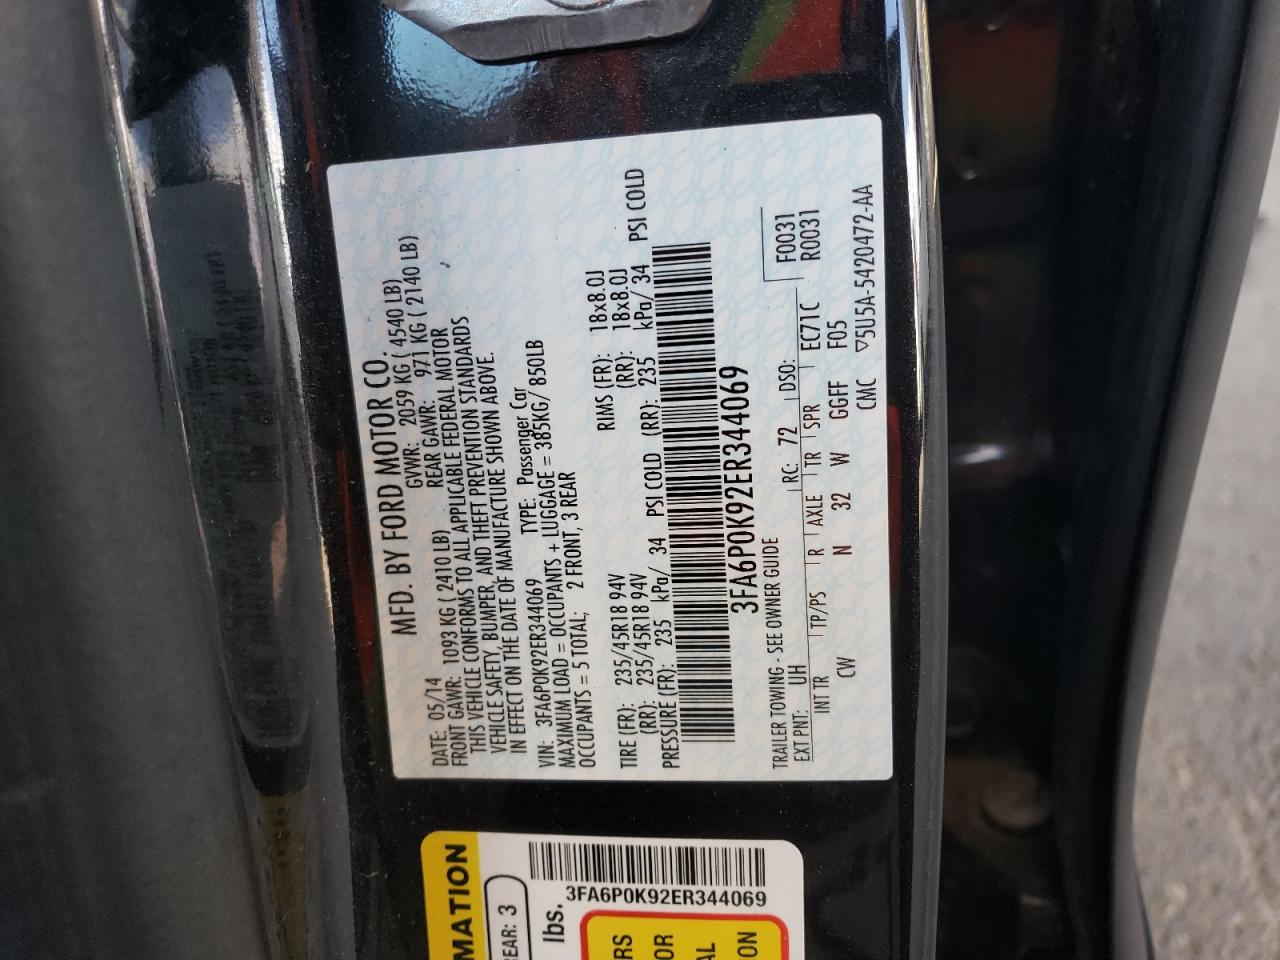 MFD. BY FORD MOTOR CO.
DATE: 05/14 GVWR: 2059 KG ( 4540 LB)
FRONT GAWR: 1093 KG ( 2410 LB) REAR GAWR: 971 KG ( 2140 LB)
THIS VEHICLE CONFORMS TO ALL APPLICABLE FEDERAL MOTOR
VEHICLE SAFETY, BUMPER, AND THEFT PREVENTION STANDARDS
IN EFFECT ON THE DATE OF MANUFACTURE SHOWN ABOVE.
VIN: 3FA6P0K92ER344069 TYPE: Passenger Car
MAXIMUM LOAD = OCCUPANTS + LUGGAGE = 385KG/ 850LB
OCCUPANTS = 5 TOTAL; 2 FRONT, 3 REAR
TIRE (FR): 235/45R18 94V RIMS (FR): 18x8.0J
(RR): 235/45R18 94V (RR): 18x8.0J
PRESSURE (FR): 235 kPa/ 34 PSI COLD (RR): 235 kPa/ 34 PSI COLD
3FA6P0K92ER344069
TRAILER TOWING - SEE OWNER GUIDE
EXT PNT: UH RC: 72 DSO: F0031
R0031
INT TR TP/PS R AXLE TR SPR EC71C
CW N 32 W GGFF F05
CMC ▽5U5A-5420472-AA
MATION
REAR: 3
lbs.
3FA6P0K92ER344069
RS
OR
AL
ON